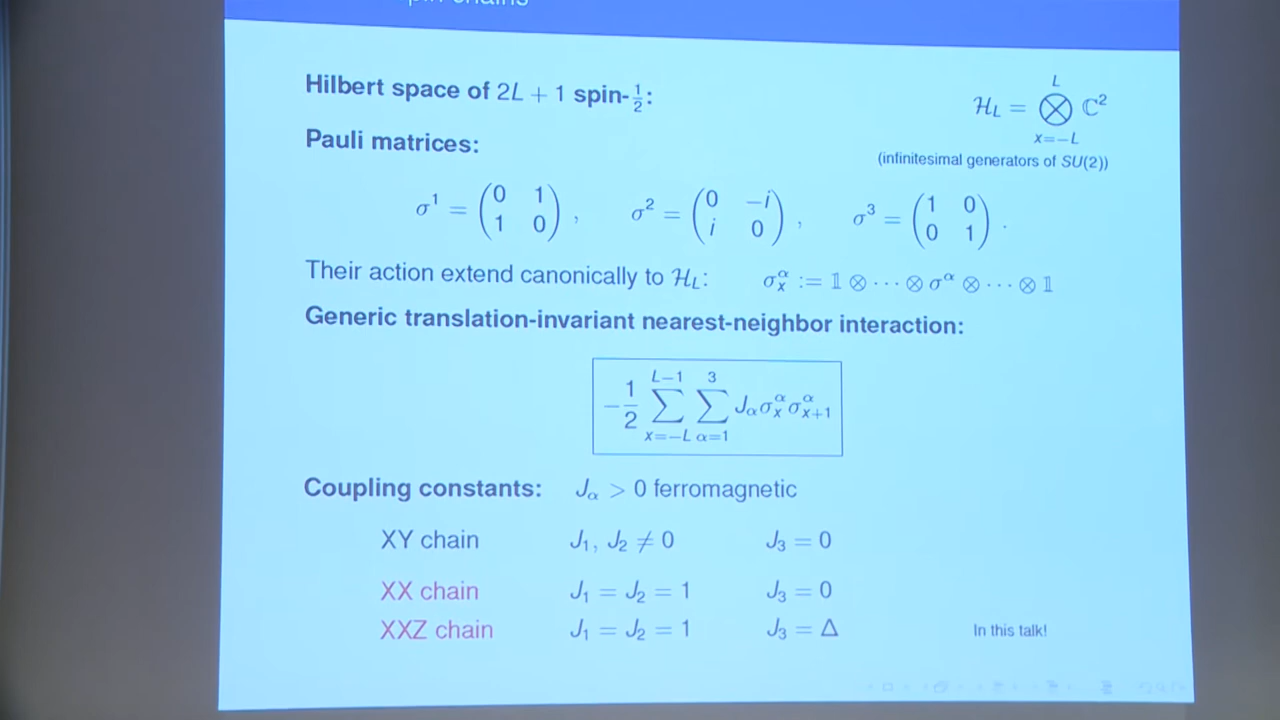 spin chains
Hilbert space of 2L + 1 spin-½: ℋ_L = ⨂_{x=−L}^{L} ℂ²
Pauli matrices: (infinitesimal generators of SU(2))
σ¹ = (0 1; 1 0), σ² = (0 −i; i 0), σ³ = (1 0; 0 1).
Their action extend canonically to ℋ_L: σ_x^α := 𝟙 ⊗ ··· ⊗ σ^α ⊗ ··· ⊗ 𝟙
Generic translation-invariant nearest-neighbor interaction:
−1/2 ∑_{x=−L}^{L−1} ∑_{α=1}^{3} J_α σ_x^α σ_{x+1}^α
Coupling constants: J_α > 0 ferromagnetic
XY chain J₁, J₂ ≠ 0 J₃ = 0
XX chain J₁ = J₂ = 1 J₃ = 0
XXZ chain J₁ = J₂ = 1 J₃ = Δ In this talk!